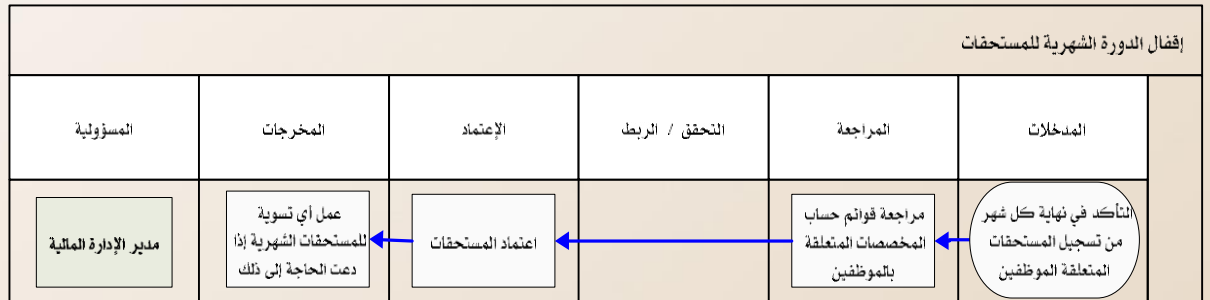 إقفال الدورة الشهرية للمستحقات
المدخلات
المراجعة
التحقق / الربط
الإعتماد
المخرجات
المسؤولية
التأكد في نهاية كل شهر
من تسجيل المستحقات
المتعلقة الموظفين
مراجعة قوائم حساب
المخصصات المتعلقة
بالموظفين
اعتماد المستحقات
عمل أي تسوية
للمستحقات الشهرية إذا
دعت الحاجة إلى ذلك
مدير الإدارة المالية